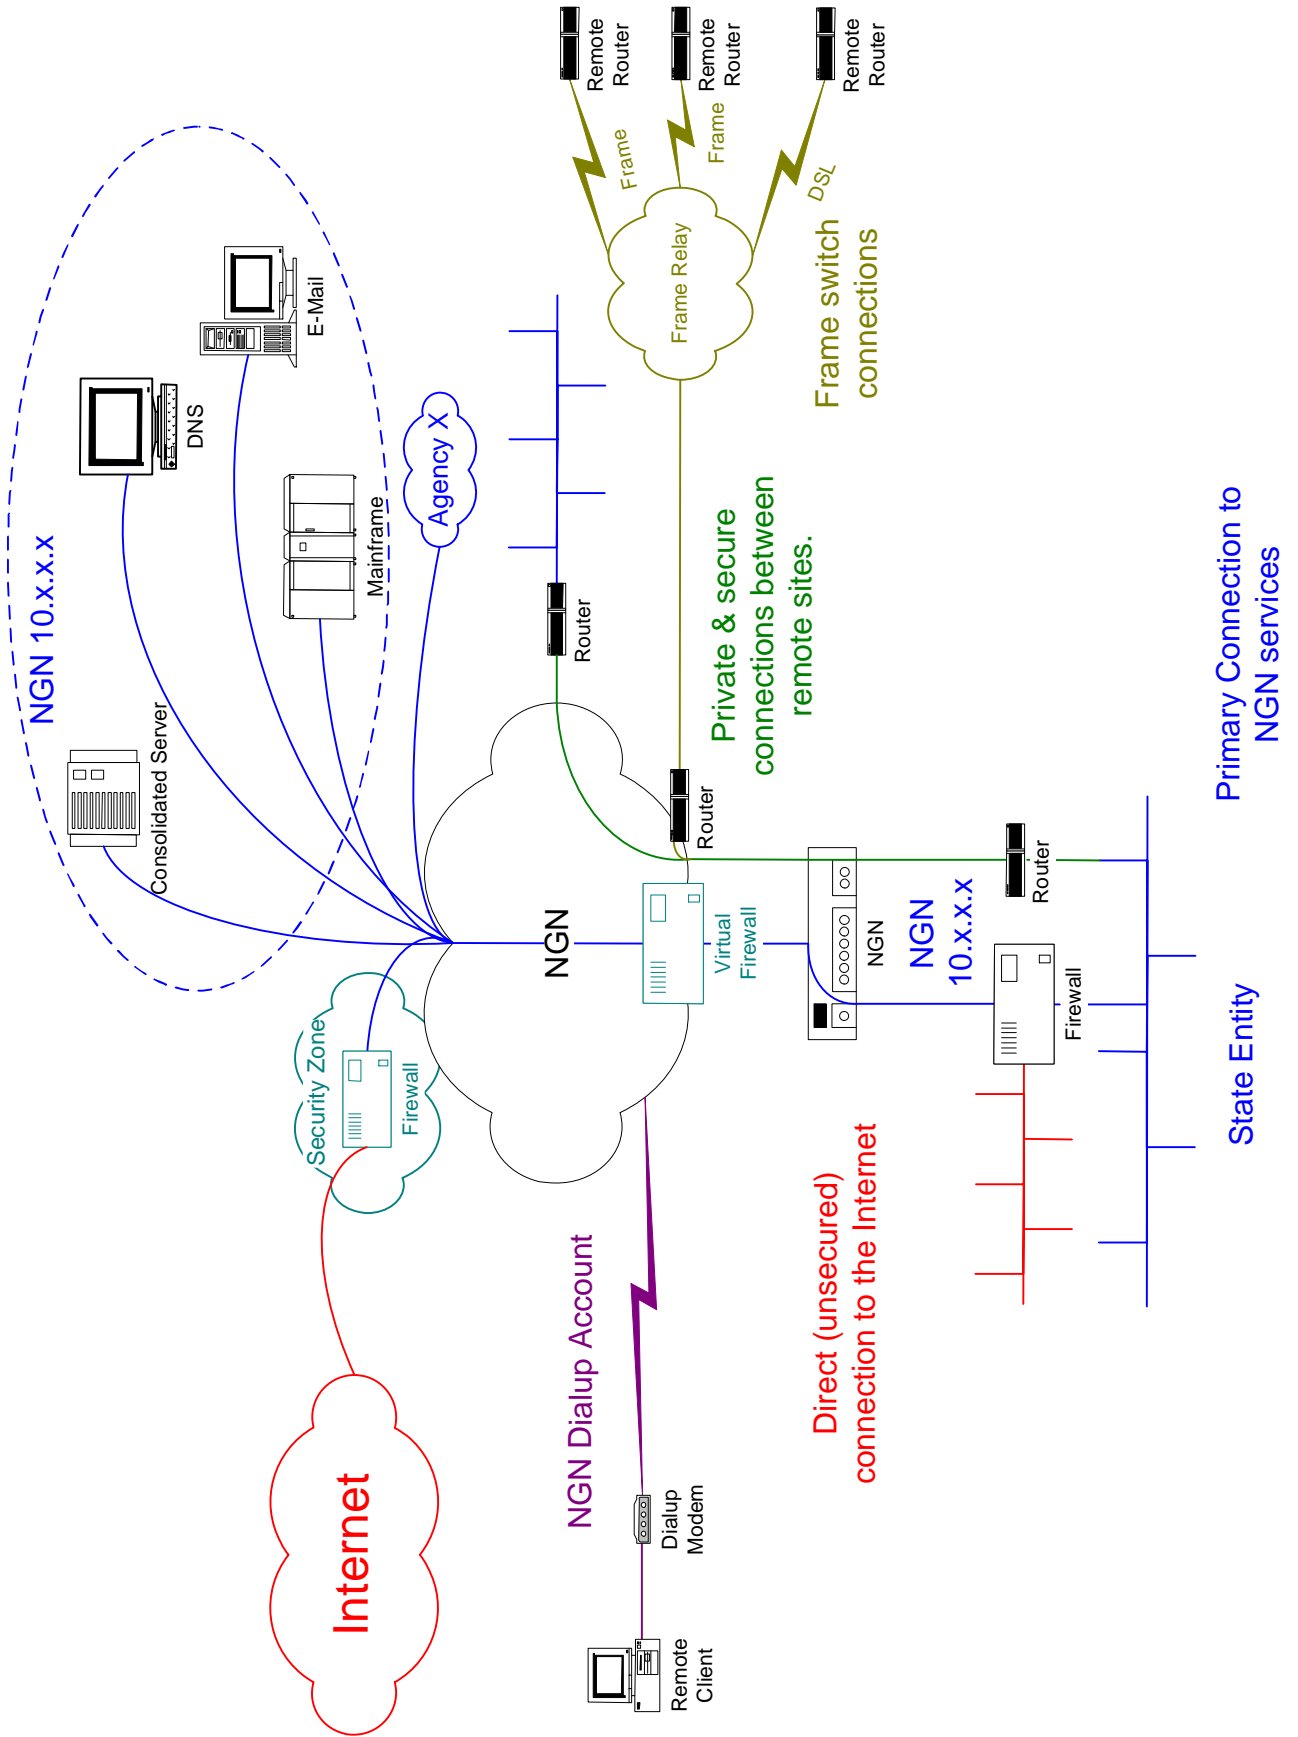 Internet
Security Zone
Firewall
NGN 10.x.x.x
Consolidated Server
DNS
E-Mail
Mainframe
Agency X
NGN
Router
Remote
Router
Remote
Router
Remote
Router
Frame
Frame
DSL
Frame Relay
Frame switch
connections
Private & secure
connections between
remote sites.
Router
Virtual
Firewall
NGN Dialup Account
Remote
Client
Dialup
Modem
NGN
NGN
10.x.x.x
Router
Firewall
Direct (unsecured)
connection to the Internet
State Entity
Primary Connection to
NGN services